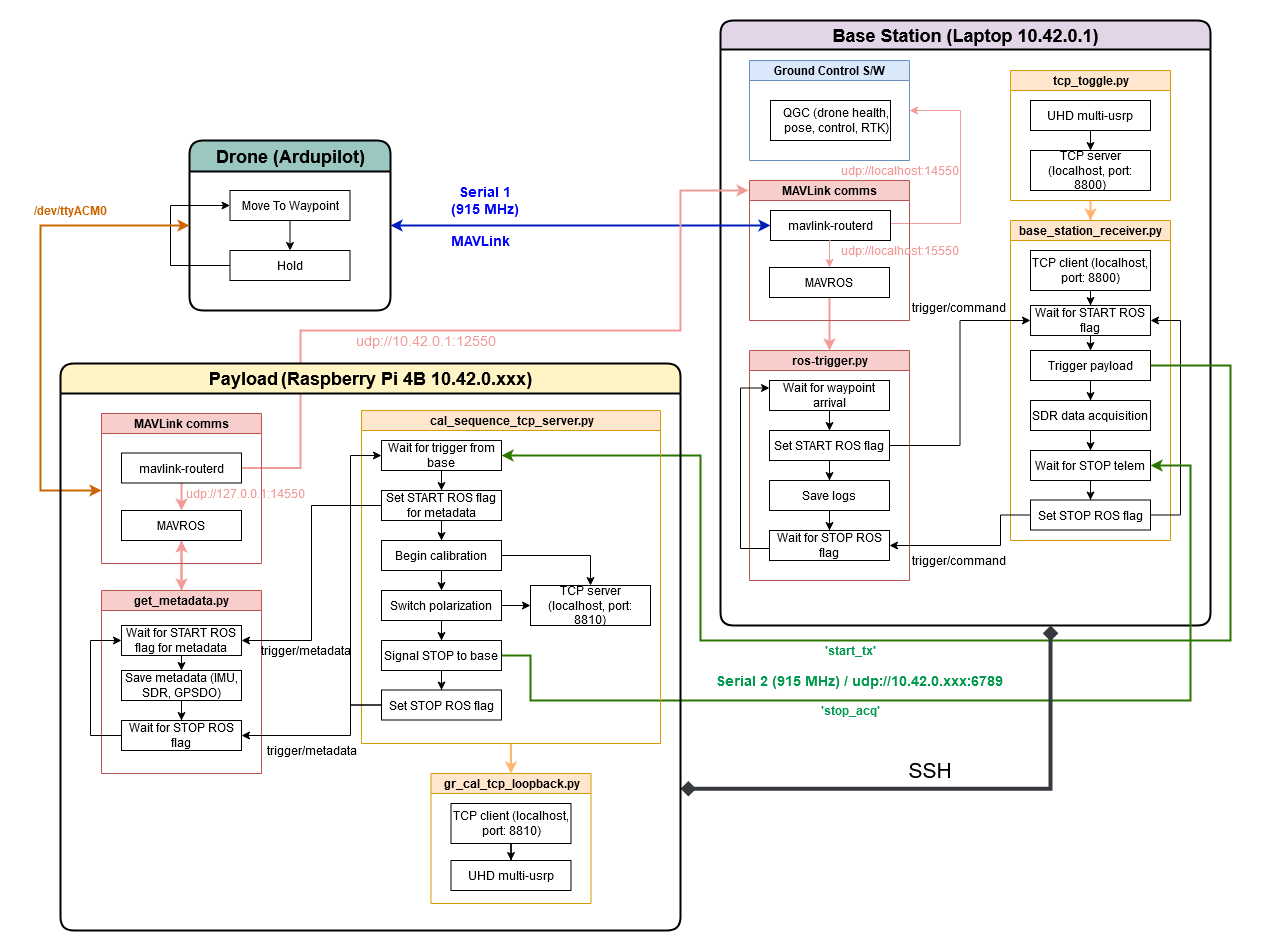 Base Station (Laptop 10.42.0.1)
Ground Control S/W
QGC (drone health,
pose, control, RTK)
udp://localhost:14550
MAVLink comms
mavlink-routerd
udp://localhost:15550
MAVROS
ros-trigger.py
Wait for waypoint
arrival
Set START ROS flag
Save logs
Wait for STOP ROS
flag
trigger/command
trigger/command
tcp_toggle.py
UHD multi-usrp
TCP server
(localhost, port:
8800)
base_station_receiver.py
TCP client (localhost,
port: 8800)
Wait for START ROS
flag
Trigger payload
SDR data acquisition
Wait for STOP telem
Set STOP ROS flag
Drone (Ardupilot)
Move To Waypoint
Hold
/dev/ttyACM0
Serial 1
(915 MHz)
MAVLink
udp://10.42.0.1:12550
Payload (Raspberry Pi 4B 10.42.0.xxx)
MAVLink comms
mavlink-routerd
udp://127.0.0.1:14550
MAVROS
get_metadata.py
Wait for START ROS
flag for metadata
Save metadata (IMU,
SDR, GPSDO)
Wait for STOP ROS
flag
trigger/metadata
trigger/metadata
cal_sequence_tcp_server.py
Wait for trigger from
base
Set START ROS flag
for metadata
Begin calibration
Switch polarization
Signal STOP to base
Set STOP ROS flag
TCP server
(localhost, port:
8810)
gr_cal_tcp_loopback.py
TCP client (localhost,
port: 8810)
UHD multi-usrp
'start_tx'
Serial 2 (915 MHz) / udp://10.42.0.xxx:6789
'stop_acq'
SSH